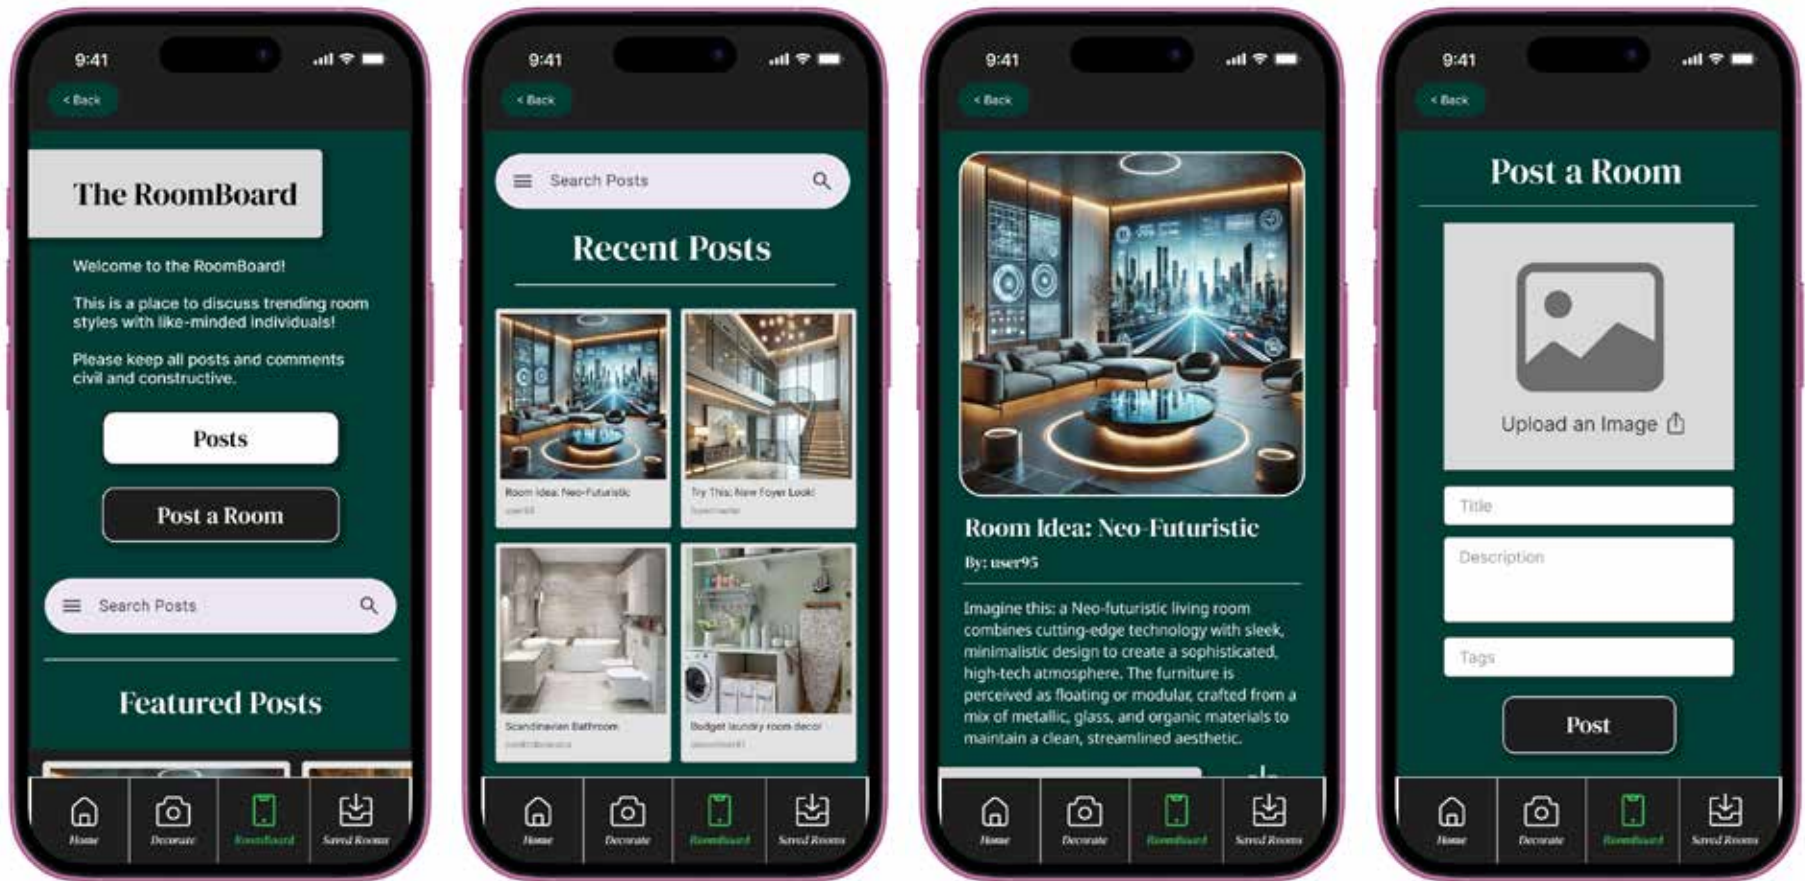 9:41
< Back
The RoomBoard
Welcome to the RoomBoard!
This is a place to discuss trending room
styles with like-minded individuals!
Please keep all posts and comments
civil and constructive.
Posts
Post a Room
Search Posts
Featured Posts
Home
Decorate
RoomBoard
Saved Rooms
9:41
< Back
Search Posts
Recent Posts
Room Idea: Neo-Futuristic
user95
Try This: New Foyer Look!
Scandinavian Bathroom
Budget laundry room decor
Home
Decorate
RoomBoard
Saved Rooms
9:41
< Back
Room Idea: Neo-Futuristic
By: user95
Imagine this: a Neo-futuristic living room
combines cutting-edge technology with sleek,
minimalistic design to create a sophisticated,
high-tech atmosphere. The furniture is
perceived as floating or modular, crafted from a
mix of metallic, glass, and organic materials to
maintain a clean, streamlined aesthetic.
Home
Decorate
RoomBoard
Saved Rooms
9:41
< Back
Post a Room
Upload an Image
Title
Description
Tags
Post
Home
Decorate
RoomBoard
Saved Rooms